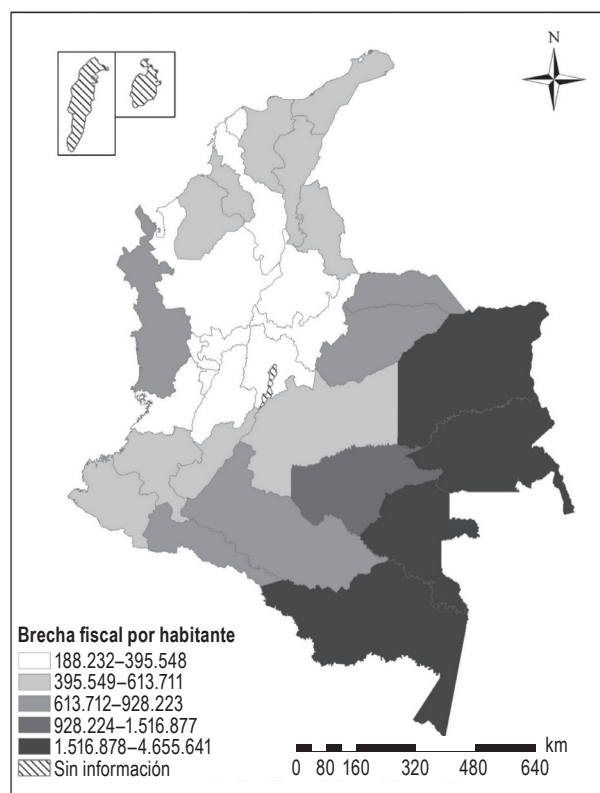 N
Brecha fiscal por habitante
188.232–395.548
395.549–613.711
613.712–928.223
928.224–1.516.877
1.516.878–4.655.641
Sin información
km
0 80 160 320 480 640